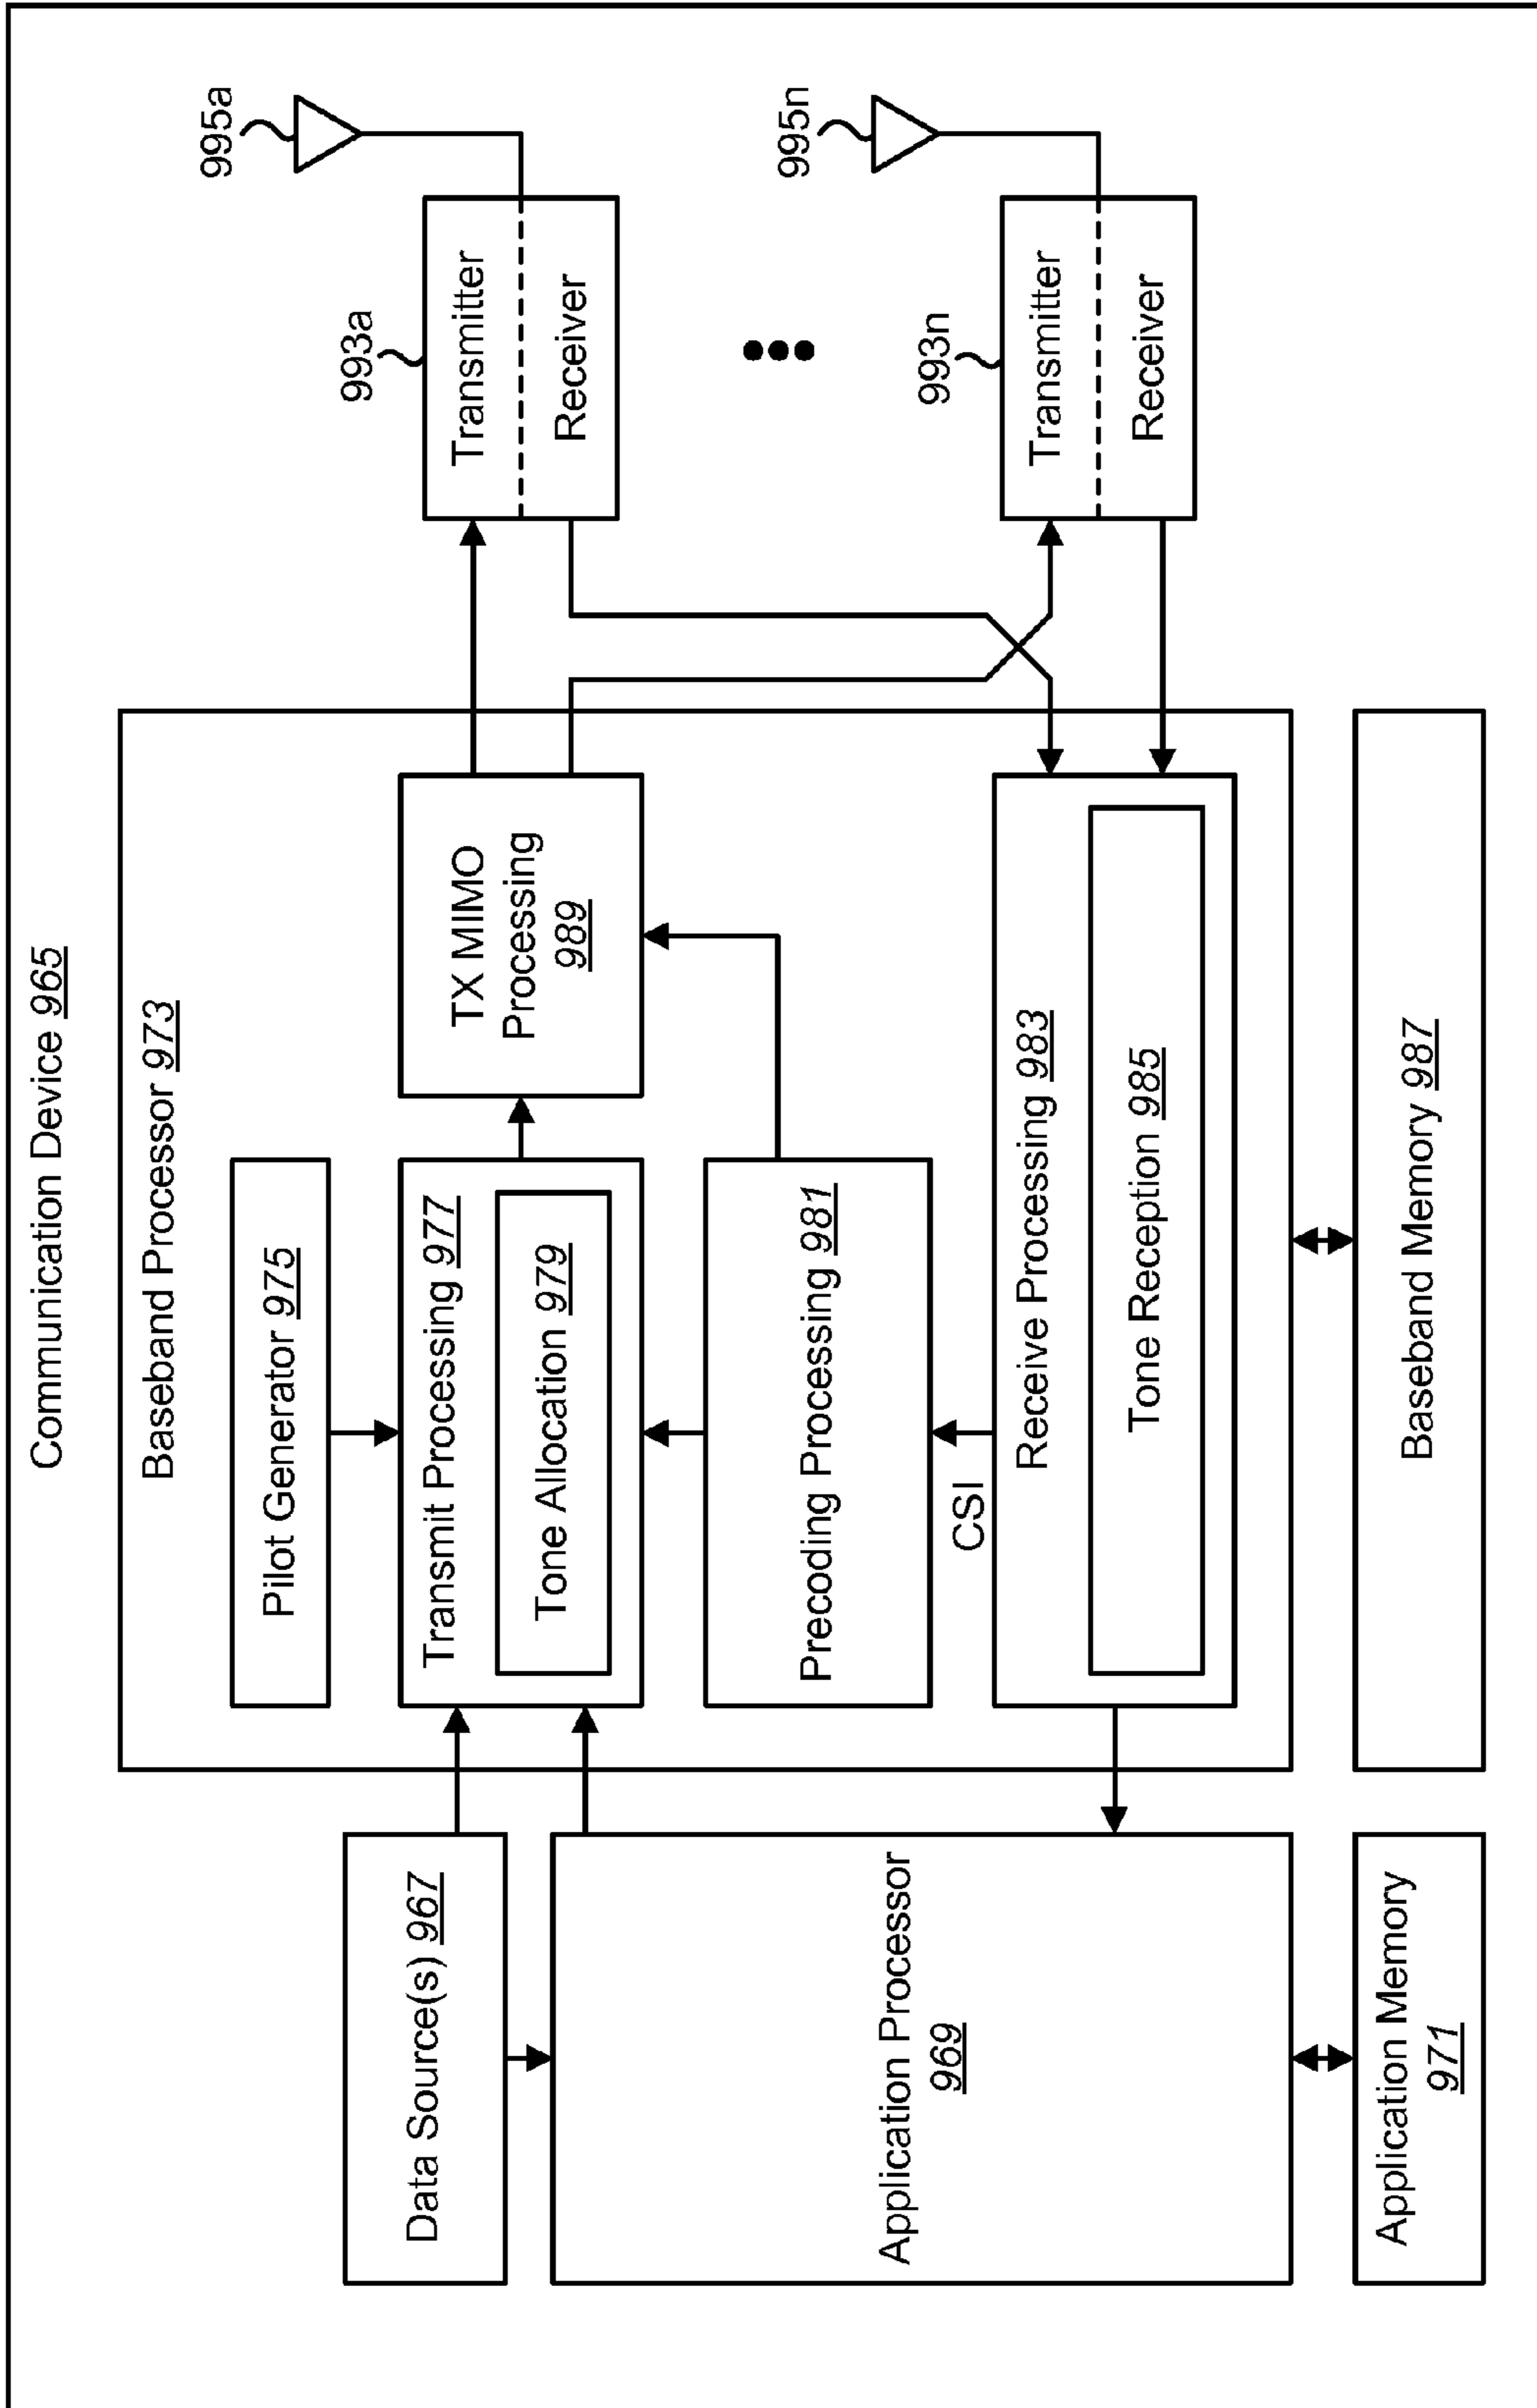 Communication Device 965
Baseband Processor 973
Data Source(s) 967
Pilot Generator 975
Transmit Processing 977
Tone Allocation 979
TX MIMO
Processing
989
993a
995a
Transmitter
Receiver
Application Processor
969
Precoding Processing 981
CSI
Receive Processing 983
Tone Reception 985
993n
995n
Transmitter
Receiver
Application Memory
971
Baseband Memory 987